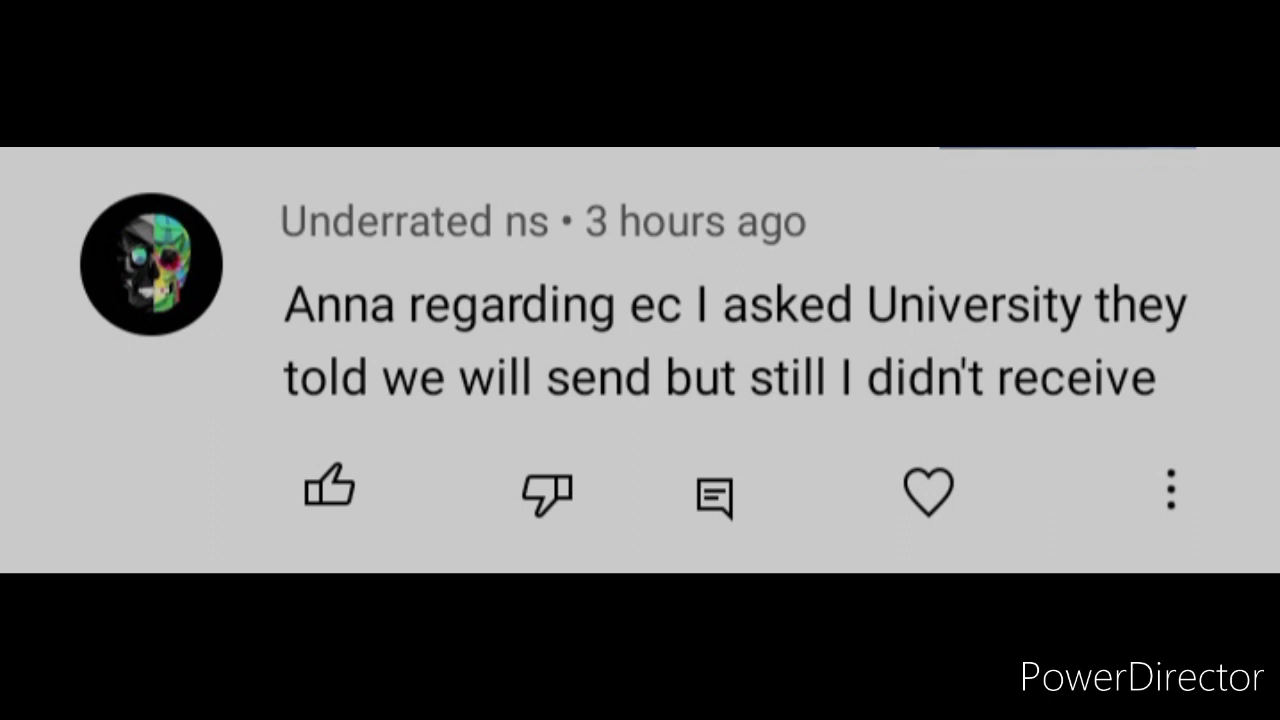 Underrated ns • 3 hours ago
Anna regarding ec I asked University they
told we will send but still I didn't receive
PowerDirector